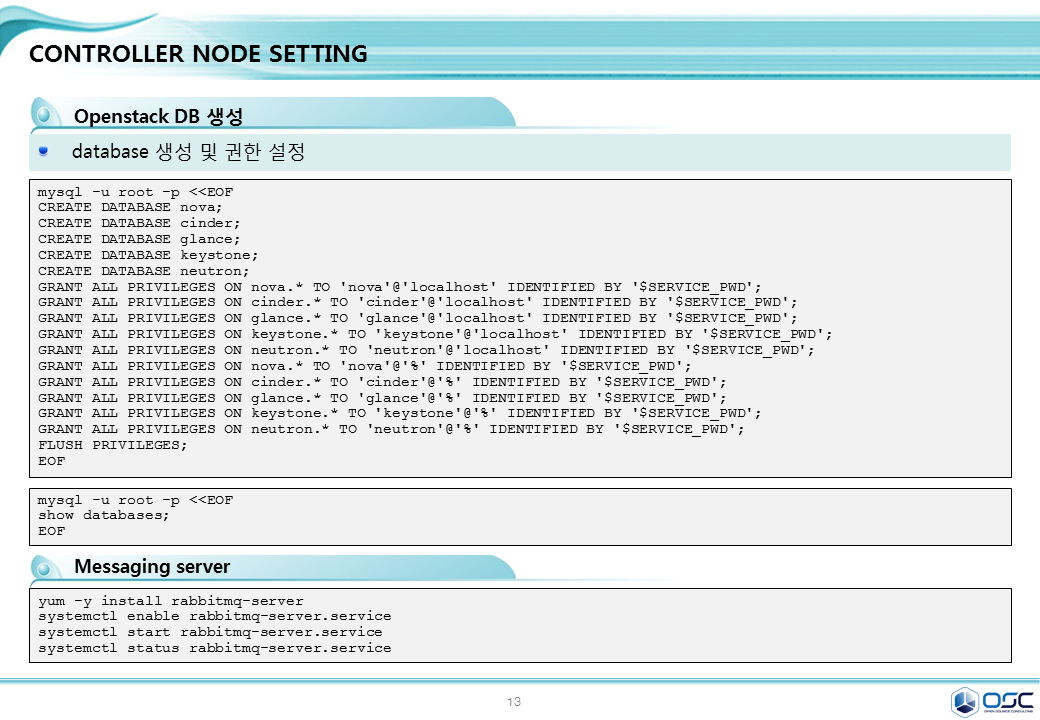 CONTROLLER NODE SETTING
Openstack DB 생성
database 생성 및 권한 설정
mysql -u root -p <<EOF
CREATE DATABASE nova;
CREATE DATABASE cinder;
CREATE DATABASE glance;
CREATE DATABASE keystone;
CREATE DATABASE neutron;
GRANT ALL PRIVILEGES ON nova.* TO 'nova'@'localhost' IDENTIFIED BY '$SERVICE_PWD';
GRANT ALL PRIVILEGES ON cinder.* TO 'cinder'@'localhost' IDENTIFIED BY '$SERVICE_PWD';
GRANT ALL PRIVILEGES ON glance.* TO 'glance'@'localhost' IDENTIFIED BY '$SERVICE_PWD';
GRANT ALL PRIVILEGES ON keystone.* TO 'keystone'@'localhost' IDENTIFIED BY '$SERVICE_PWD';
GRANT ALL PRIVILEGES ON neutron.* TO 'neutron'@'localhost' IDENTIFIED BY '$SERVICE_PWD';
GRANT ALL PRIVILEGES ON nova.* TO 'nova'@'%' IDENTIFIED BY '$SERVICE_PWD';
GRANT ALL PRIVILEGES ON cinder.* TO 'cinder'@'%' IDENTIFIED BY '$SERVICE_PWD';
GRANT ALL PRIVILEGES ON glance.* TO 'glance'@'%' IDENTIFIED BY '$SERVICE_PWD';
GRANT ALL PRIVILEGES ON keystone.* TO 'keystone'@'%' IDENTIFIED BY '$SERVICE_PWD';
GRANT ALL PRIVILEGES ON neutron.* TO 'neutron'@'%' IDENTIFIED BY '$SERVICE_PWD';
FLUSH PRIVILEGES;
EOF
mysql -u root -p <<EOF
show databases;
EOF
Messaging server
yum -y install rabbitmq-server
systemctl enable rabbitmq-server.service
systemctl start rabbitmq-server.service
systemctl status rabbitmq-server.service
13
OSC
OPEN SOURCE CONSULTING